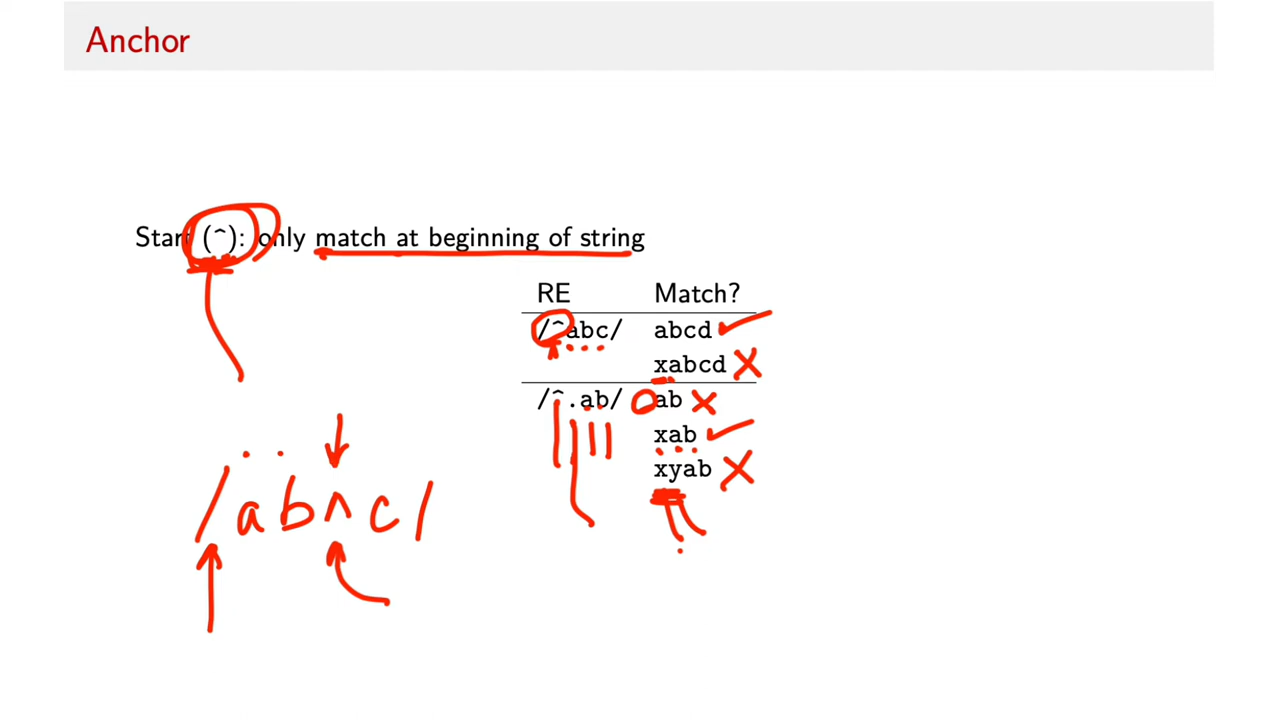 Anchor
Start (^): only match at beginning of string
RE Match?
/^abc/ abcd ✓
xabcd ✗
/^.ab/ ab ✗
xab ✓
xyab ✗
/ab^c/